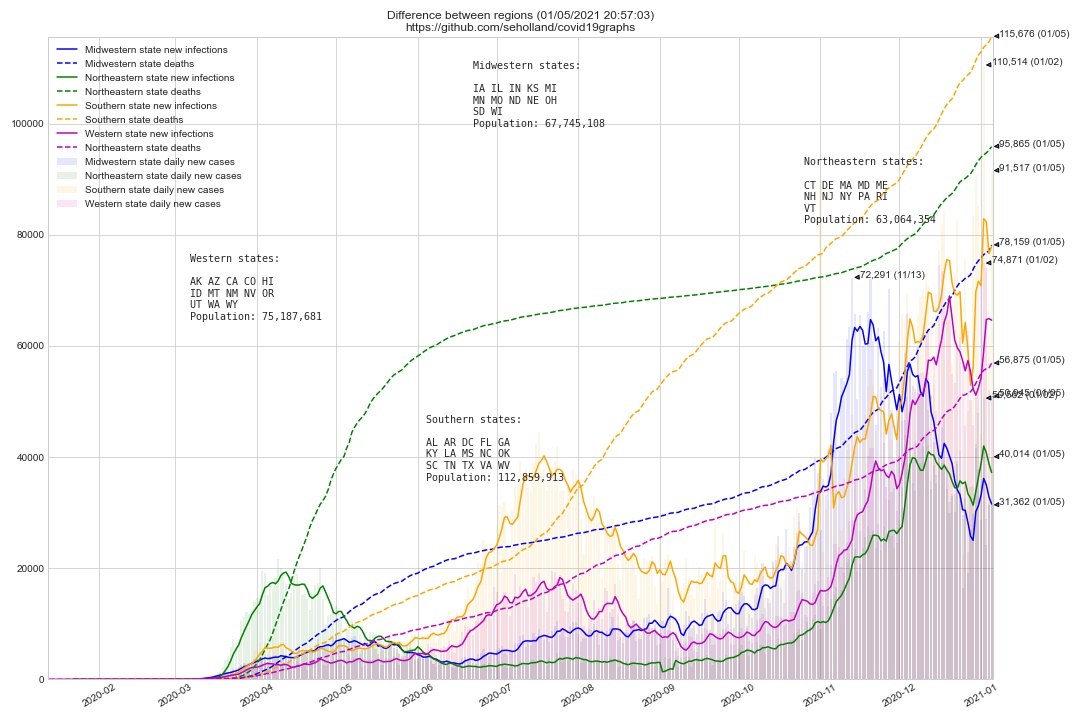 Difference between regions (01/05/2021 20:57:03)
https://github.com/seholland/covid19graphs
Midwestern state new infections
Midwestern state deaths
Northeastern state new infections
Northeastern state deaths
Southern state new infections
Southern state deaths
Western state new infections
Northeastern state deaths
Midwestern state daily new cases
Northeastern state daily new cases
Southern state daily new cases
Western state daily new cases
Midwestern states:
IA IL IN KS MI
MN MO ND NE OH
SD WI
Population: 67,745,108
Northeastern states:
CT DE MA MD ME
NH NJ NY PA RI
VT
Population: 63,064,354
Western states:
AK AZ CA CO HI
ID MT NM NV OR
UT WA WY
Population: 75,187,681
Southern states:
AL AR DC FL GA
KY LA MS NC OK
SC TN TX VA WV
Population: 112,859,913
115,676 (01/05)
110,514 (01/02)
95,865 (01/05)
91,517 (01/05)
78,159 (01/05)
74,871 (01/02)
72,291 (11/13)
56,875 (01/05)
40,014 (01/05)
31,362 (01/05)
100000
80000
60000
40000
20000
0
2020-02
2020-03
2020-04
2020-05
2020-06
2020-07
2020-08
2020-09
2020-10
2020-11
2020-12
2021-01